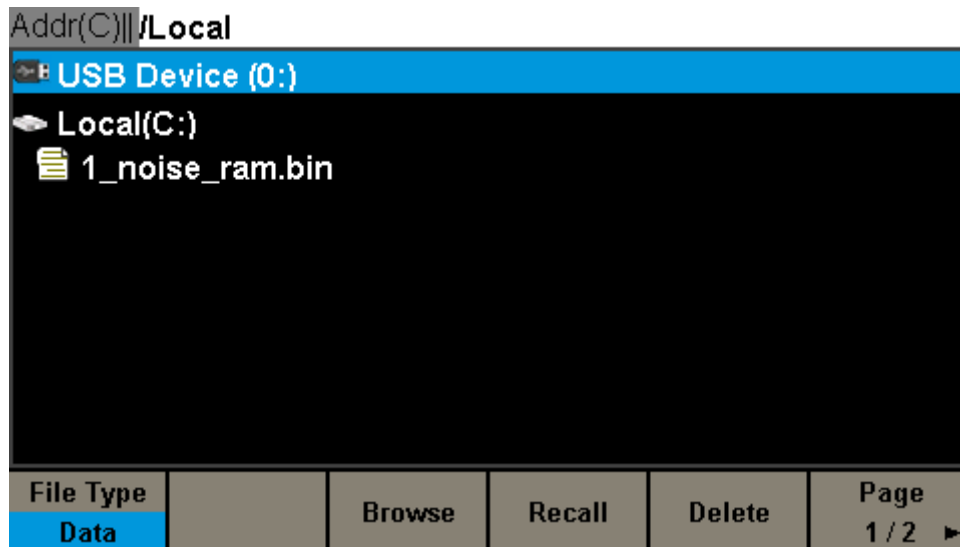 Addr(C)|| /Local
USB Device (0:)
Local(C:)
1_noise_ram.bin
File Type
Data
Browse
Recall
Delete
Page
1 / 2 ►